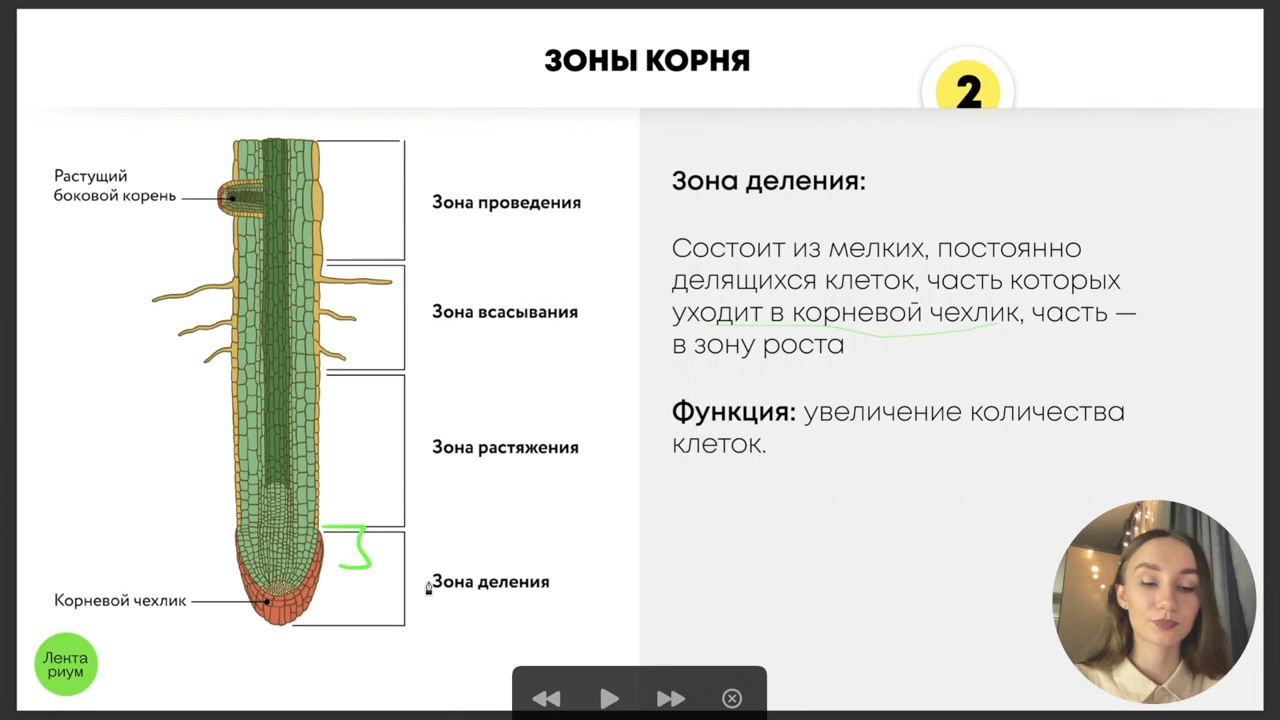 ЗОНЫ КОРНЯ
2
Растущий
боковой корень
Зона проведения
Зона всасывания
Зона растяжения
Зона деления
Корневой чехлик
Лекта
риум
Зона деления:
Состоит из мелких, постоянно
делящихся клеток, часть которых
уходит в корневой чехлик, часть —
в зону роста
Функция: увеличение количества
клеток.